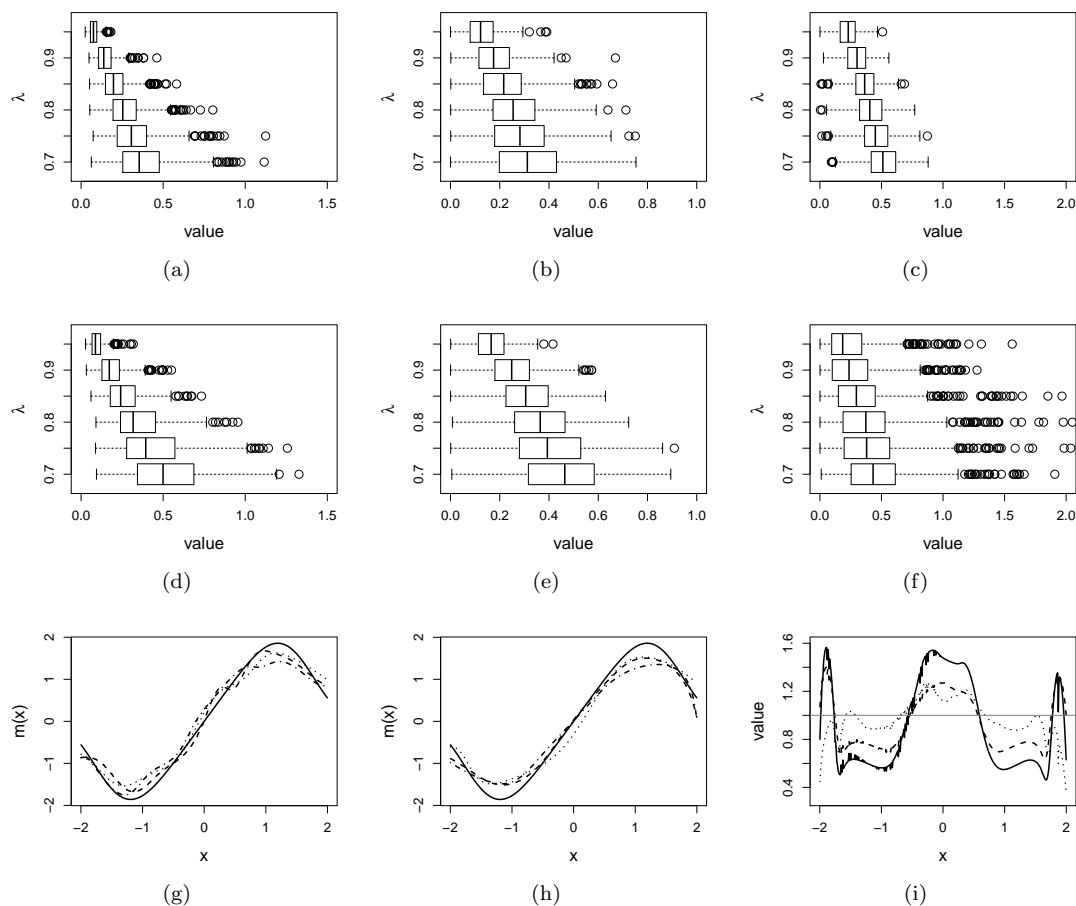 λ
0.7 0.8 0.9
0.0 0.5 1.0 1.5
value
(a)
λ
0.7 0.8 0.9
0.0 0.2 0.4 0.6 0.8 1.0
value
(b)
λ
0.7 0.8 0.9
0.0 0.5 1.0 1.5 2.0
value
(c)
λ
0.7 0.8 0.9
0.0 0.5 1.0 1.5
value
(d)
λ
0.7 0.8 0.9
0.0 0.2 0.4 0.6 0.8 1.0
value
(e)
λ
0.7 0.8 0.9
0.0 0.5 1.0 1.5 2.0
value
(f)
m(x)
−2 −1 0 1 2
−2 −1 0 1 2
x
(g)
m(x)
−2 −1 0 1 2
−2 −1 0 1 2
x
(h)
value
0.4 0.8 1.2 1.6
−2 −1 0 1 2
x
(i)